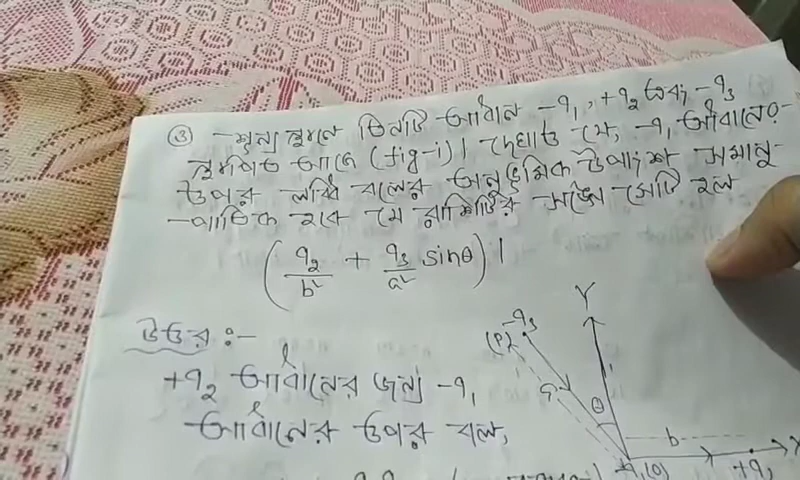 ③ শূন্য স্থানে তিনটি আধান -q₁, +q₂ এবং -q₃
স্থাপিত আছে (fig-i)। দেখাও যে, -q₁ আধানের
উপর লব্ধি বলের অনুভূমিক উপাংশ সমানু-
পাতিক হবে যে রাশিটির সঙ্গে সেটি হল
(q₂/b² + q₃/a² sinθ)।
উত্তর :-
+q₂ আধানের জন্য -q₁
আধানের উপর বল,
Y
-q₃
(P)
a
θ
b
X
-q₁(O)